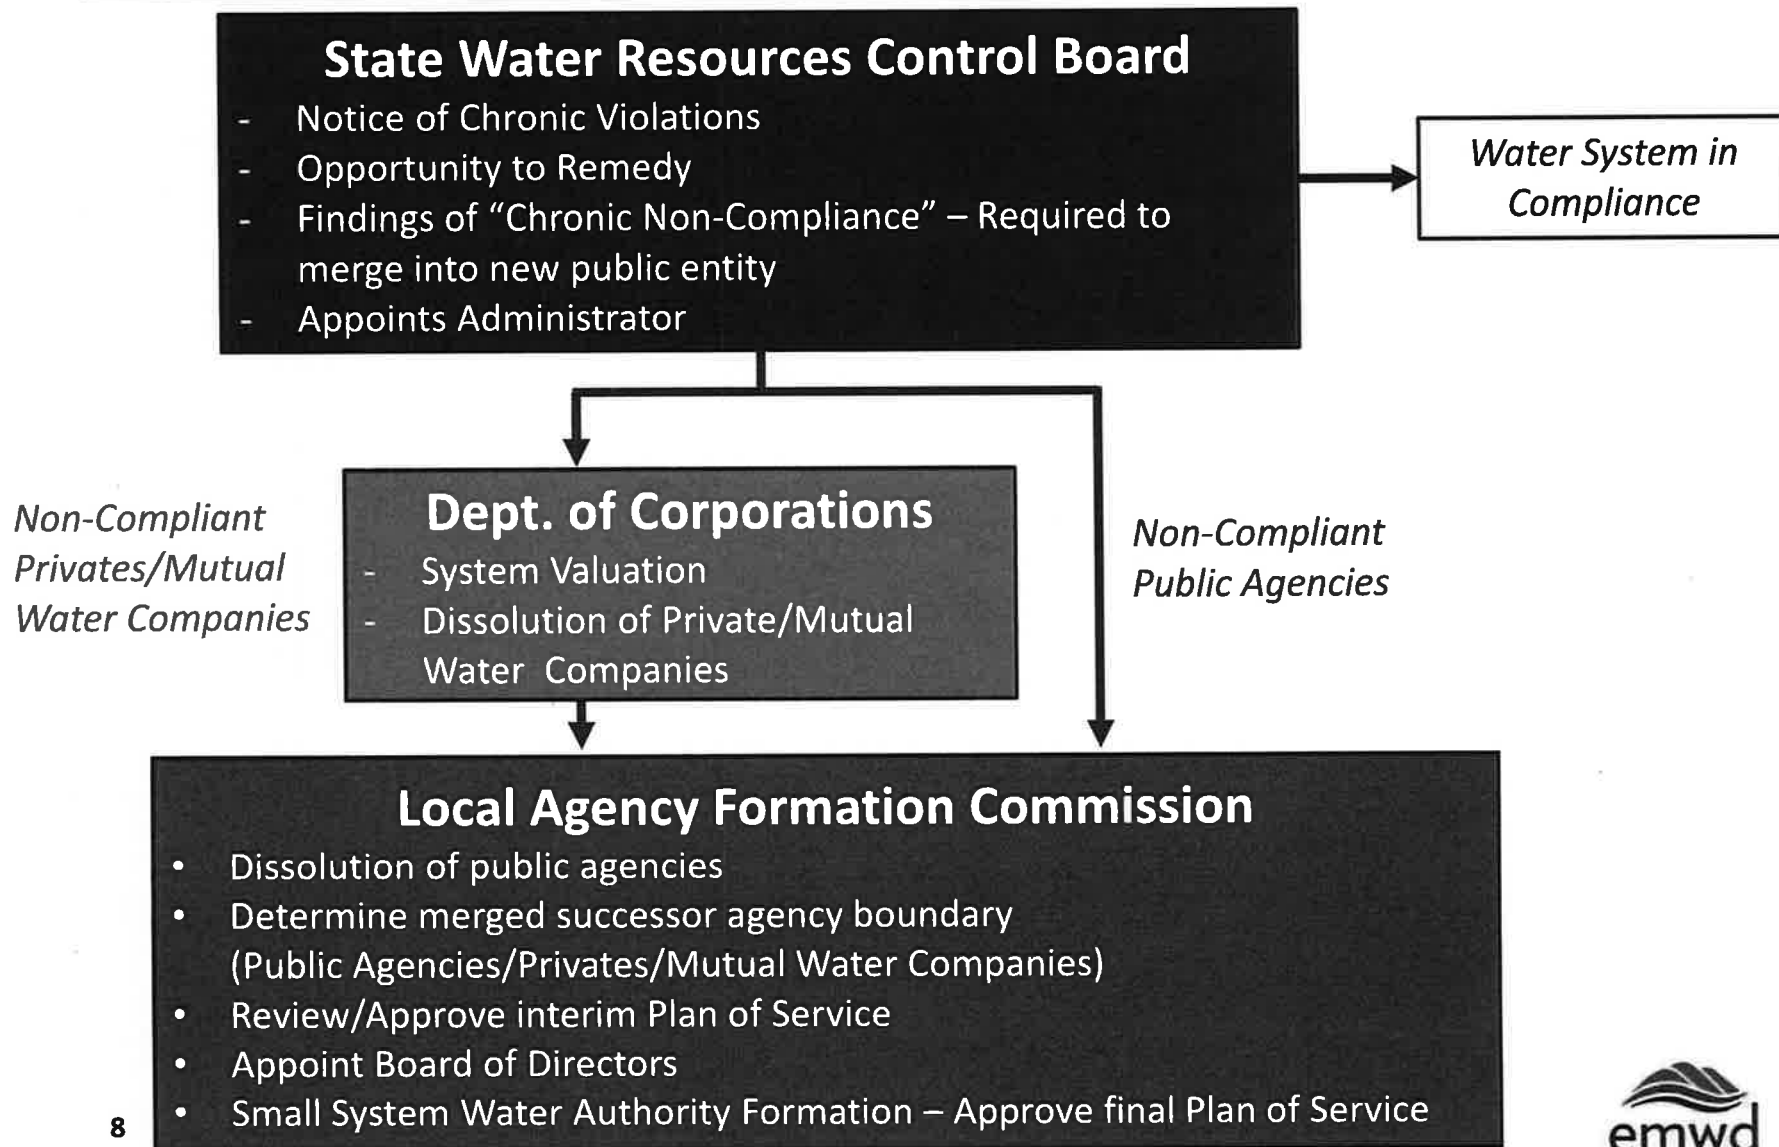 State Water Resources Control Board
- Notice of Chronic Violations
- Opportunity to Remedy
- Findings of “Chronic Non-Compliance” – Required to
merge into new public entity
- Appoints Administrator
Water System in
Compliance
Non-Compliant
Privates/Mutual
Water Companies
Dept. of Corporations
- System Valuation
- Dissolution of Private/Mutual
Water Companies
Non-Compliant
Public Agencies
Local Agency Formation Commission
• Dissolution of public agencies
• Determine merged successor agency boundary
(Public Agencies/Privates/Mutual Water Companies)
• Review/Approve interim Plan of Service
• Appoint Board of Directors
• Small System Water Authority Formation – Approve final Plan of Service
8
emwd